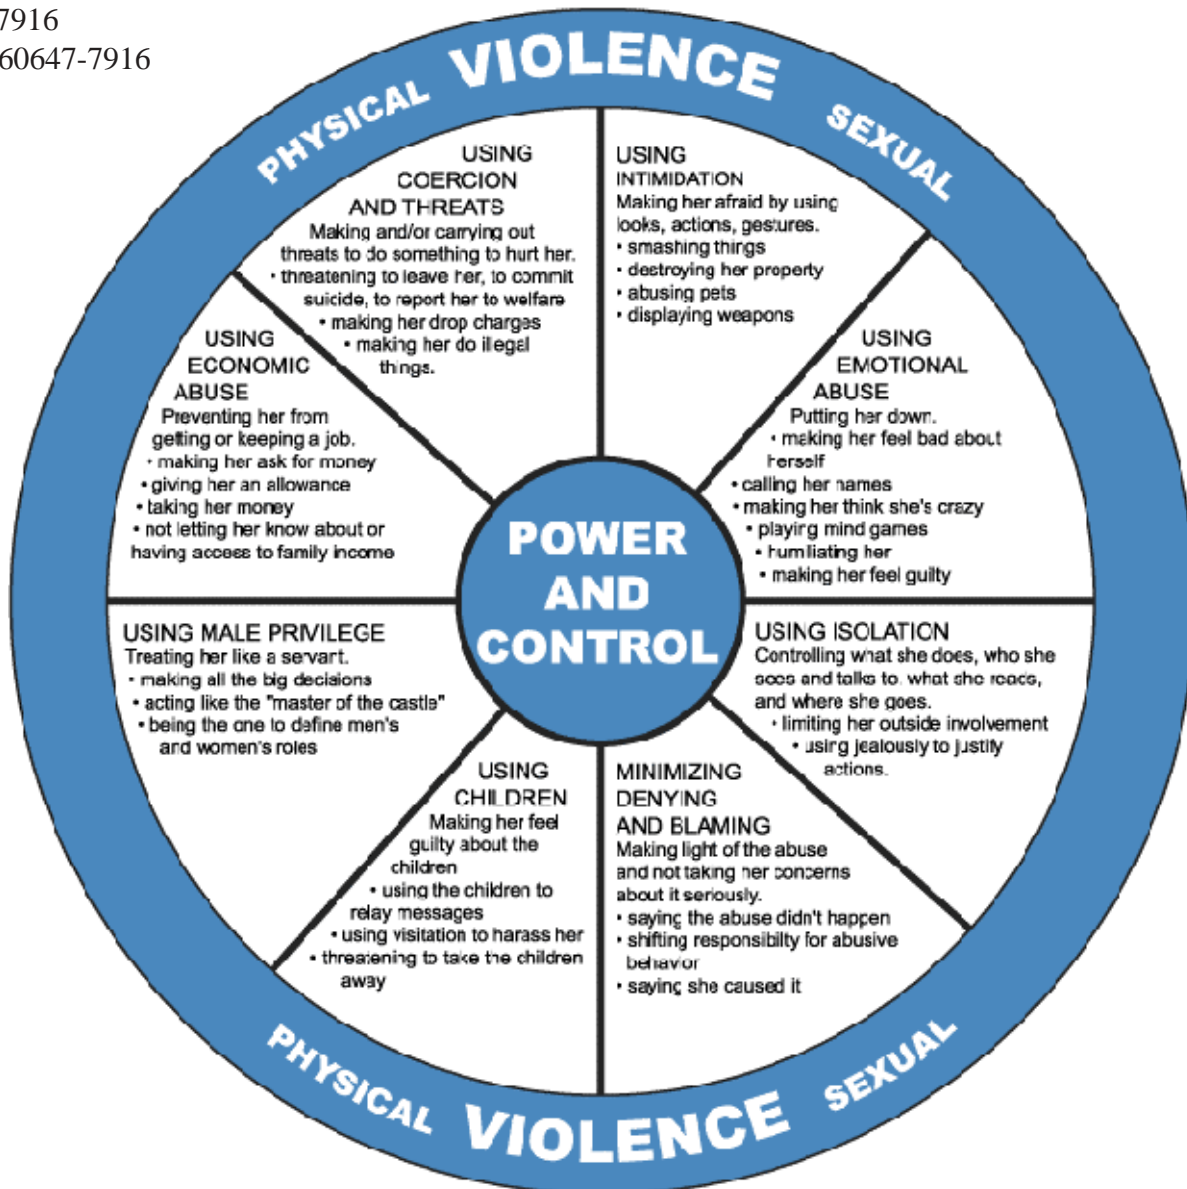 7916
60647-7916
PHYSICAL VIOLENCE SEXUAL
USING
COERCION
AND THREATS
Making and/or carrying out
threats to do something to hurt her.
• threatening to leave her, to commit
suicide, to report her to welfare
• making her drop charges
• making her do illegal
things.
USING
INTIMIDATION
Making her afraid by using
looks, actions, gestures.
• smashing things
• destroying her property
• abusing pets
• displaying weapons
USING
ECONOMIC
ABUSE
Preventing her from
getting or keeping a job.
• making her ask for money
• giving her an allowance
• taking her money
• not letting her know about or
having access to family income
USING
EMOTIONAL
ABUSE
Putting her down.
• making her feel bad about
herself
• calling her names
• making her think she's crazy
• playing mind games
• humiliating her
• making her feel guilty
POWER
AND
CONTROL
USING MALE PRIVILEGE
Treating her like a servant.
• making all the big decisions
• acting like the "master of the castle"
• being the one to define men's
and women's roles
USING ISOLATION
Controlling what she does, who she
sees and talks to, what she reads,
and where she goes.
• limiting her outside involvement
• using jealously to justify
actions.
USING
CHILDREN
Making her feel
guilty about the
children
• using the children to
relay messages
• using visitation to harass her
• threatening to take the children
away
MINIMIZING
DENYING
AND BLAMING
Making light of the abuse
and not taking her concerns
about it seriously.
• saying the abuse didn't happen
• shifting responsibilty for abusive
behavior
• saying she caused it
PHYSICAL VIOLENCE SEXUAL